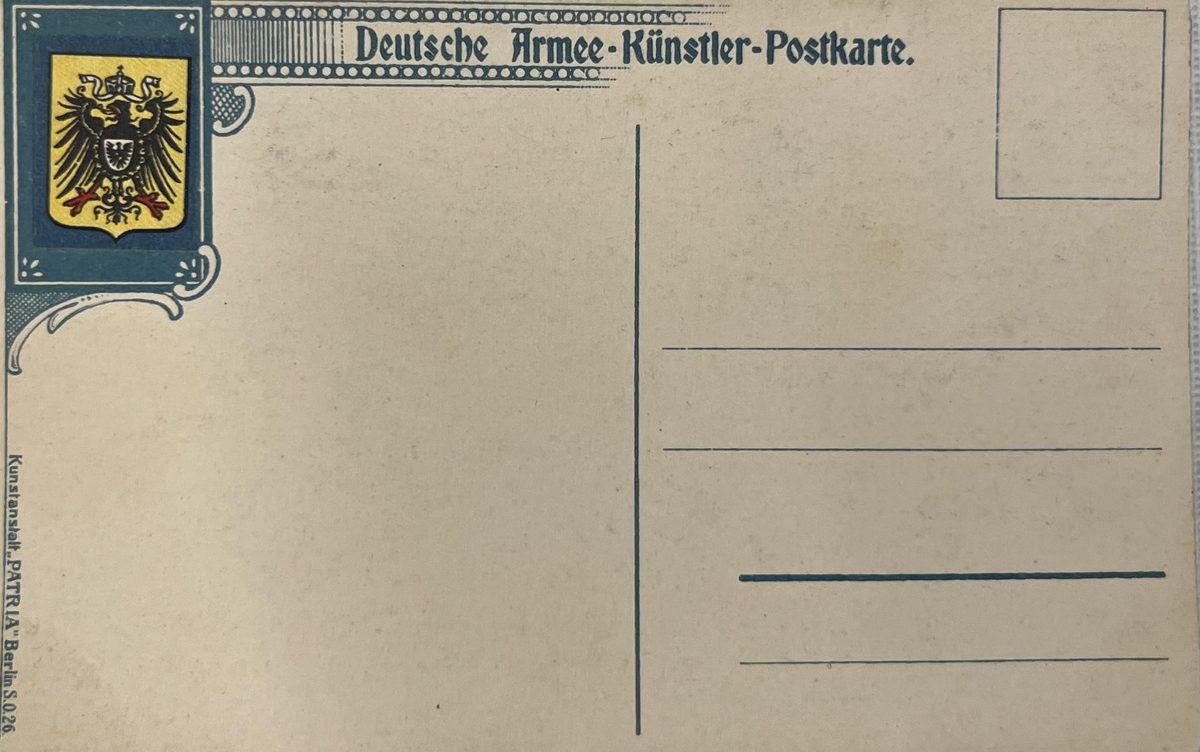 Deutsche Armee-Künstler-Postkarte.
Kunstanstalt „PATRIA" Berlin S.O.26.